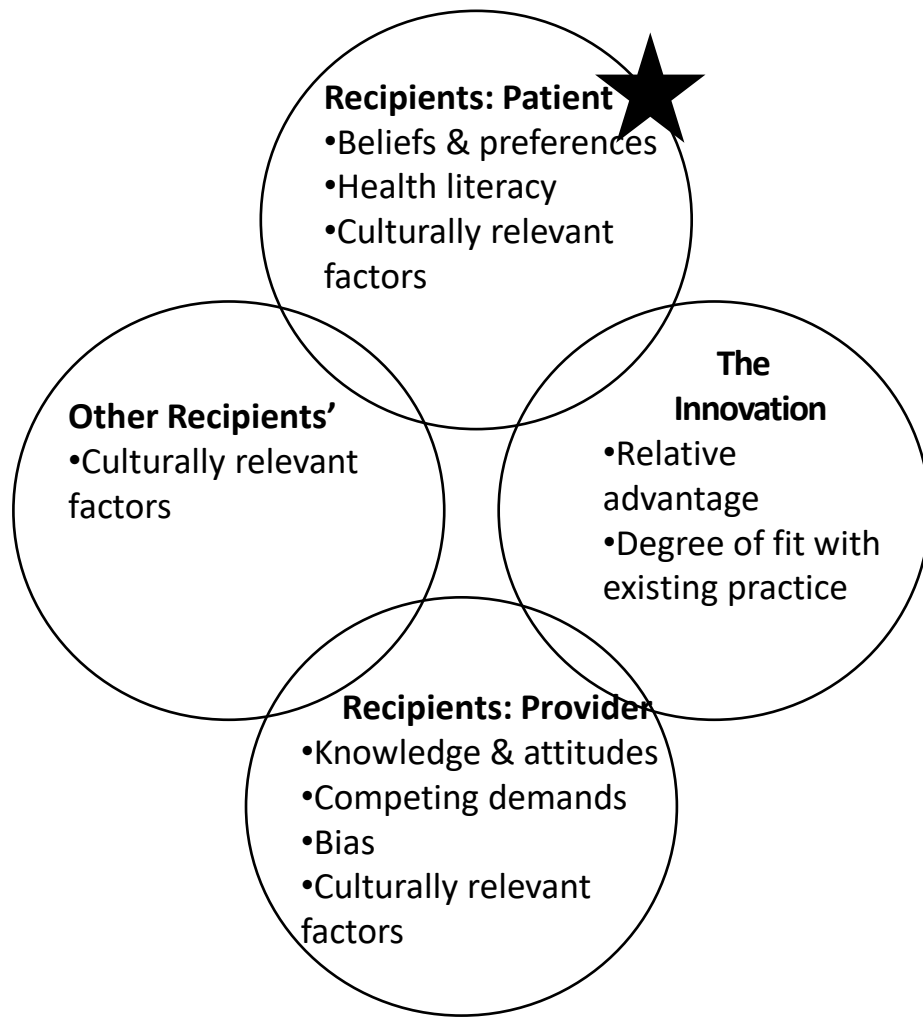 Recipients: Patient
•Beliefs & preferences
•Health literacy
•Culturally relevant
factors
Other Recipients’
•Culturally relevant
factors
The
Innovation
•Relative
advantage
•Degree of fit with
existing practice
Recipients: Provider
•Knowledge & attitudes
•Competing demands
•Bias
•Culturally relevant
factors